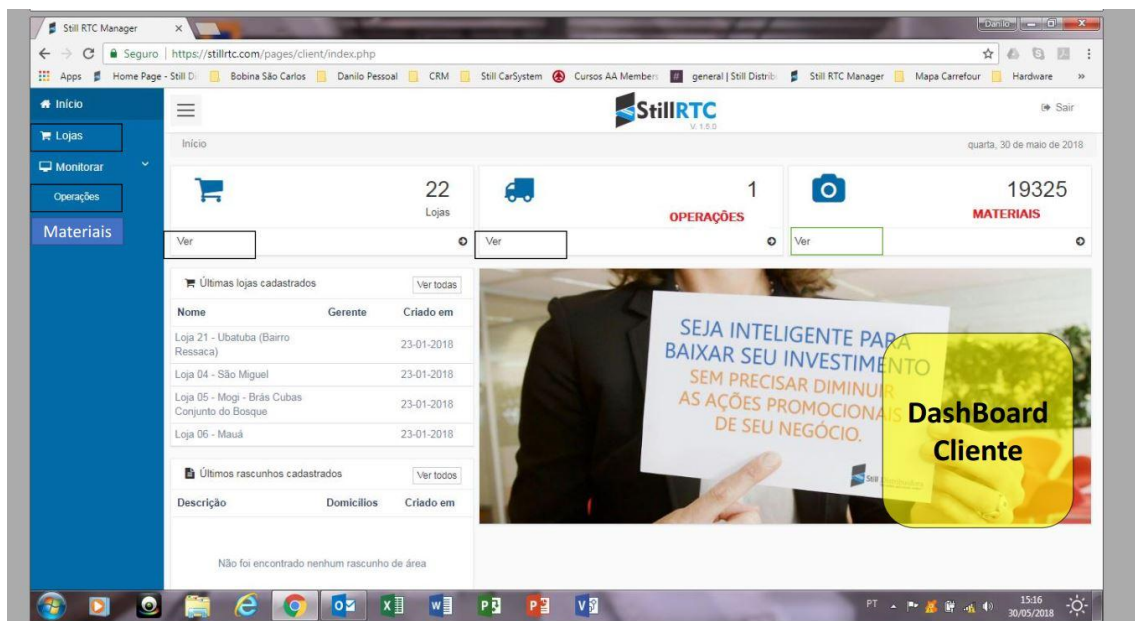 Still RTC Manager
Danilo
Seguro | https://stillrtc.com/pages/client/index.php
Apps Home Page - Still Di Bobina São Carlos Danilo Pessoal CRM Still CarSystem Cursos AA Members general | Still Distrib Still RTC Manager Mapa Carrefour Hardware »
Início
StillRTC
V. 1.5.0
Sair
Lojas
Início
quarta, 30 de maio de 2018
Monitorar
Operações
Materiais
22
Lojas
Ver
1
OPERAÇÕES
Ver
19325
MATERIAIS
Ver
Últimas lojas cadastrados
Ver todas
Nome Gerente Criado em
Loja 21 - Ubatuba (Bairro
Ressaca) 23-01-2018
Loja 04 - São Miguel 23-01-2018
Loja 05 - Mogi - Brás Cubas
Conjunto do Bosque 23-01-2018
Loja 06 - Mauá 23-01-2018
Últimos rascunhos cadastrados
Ver todos
Descrição Domicílios Criado em
Não foi encontrado nenhum rascunho de área
SEJA INTELIGENTE PARA
BAIXAR SEU INVESTIMENTO
SEM PRECISAR DIMINUIR
AS AÇÕES PROMOCIONAIS
DE SEU NEGÓCIO.
Still
DashBoard
Cliente
PT
15:16
30/05/2018